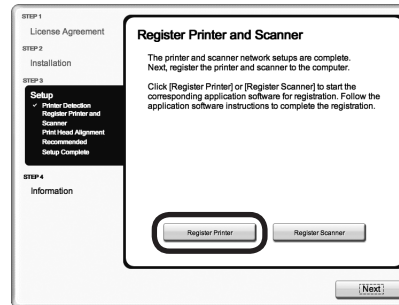 STEP 1
License Agreement
STEP 2
Installation
STEP 3
Setup
✓ Printer Detection
Register Printer and
Scanner
Print Head Alignment
Recommended
Setup Complete
STEP 4
Information
Register Printer and Scanner
The printer and scanner network setups are complete.
Next, register the printer and scanner to the computer.
Click [Register Printer] or [Register Scanner] to start the
corresponding application software for registration. Follow the
application software instructions to complete the registration.
Register Printer
Register Scanner
Next